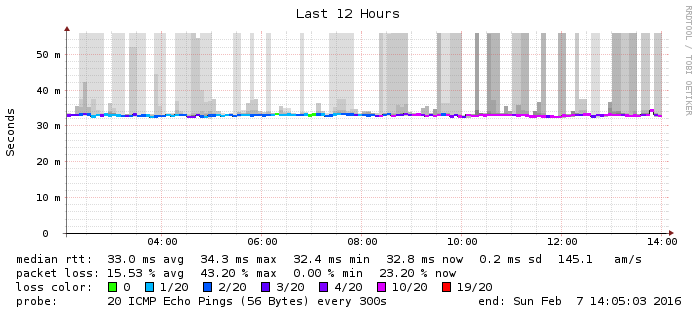 Last 12 Hours
RRDTOOL / TOBI OETIKER
Seconds
50 m
40 m
30 m
20 m
10 m
0
04:00 06:00 08:00 10:00 12:00 14:00
median rtt: 33.0 ms avg 34.3 ms max 32.4 ms min 32.8 ms now 0.2 ms sd 145.1 am/s
packet loss: 15.53 % avg 43.20 % max 0.00 % min 23.20 % now
loss color: 0 1/20 2/20 3/20 4/20 10/20 19/20
probe: 20 ICMP Echo Pings (56 Bytes) every 300s end: Sun Feb 7 14:05:03 2016